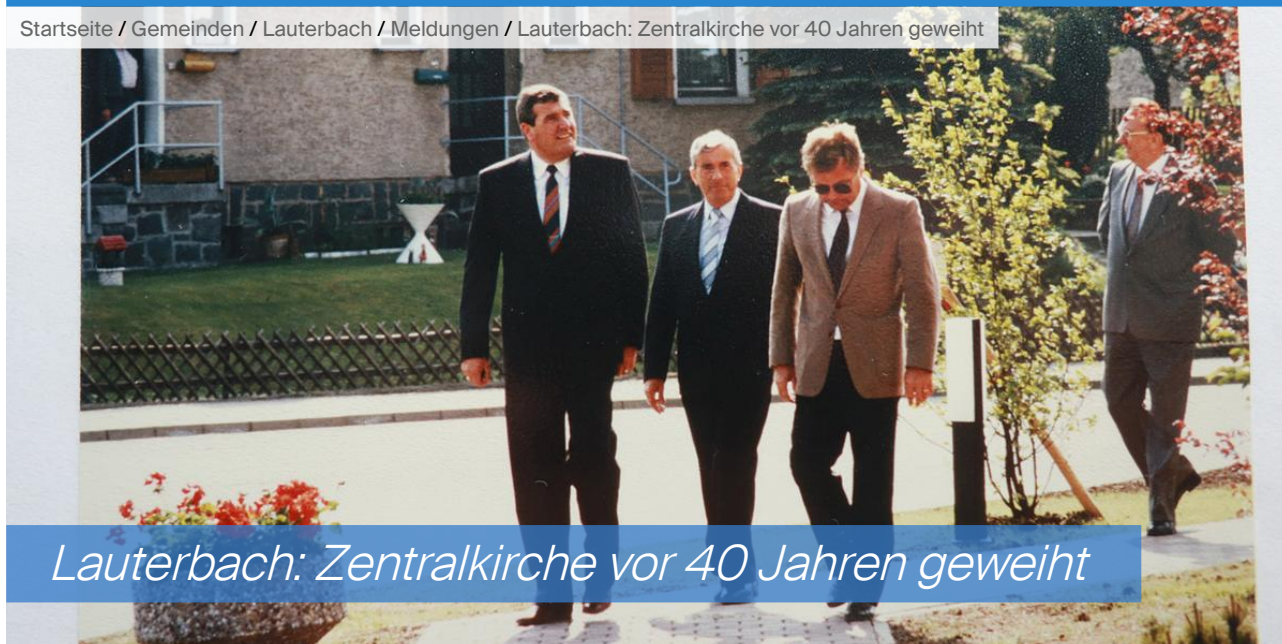 Startseite / Gemeinden / Lauterbach / Meldungen / Lauterbach: Zentralkirche vor 40 Jahren geweiht
Lauterbach: Zentralkirche vor 40 Jahren geweiht